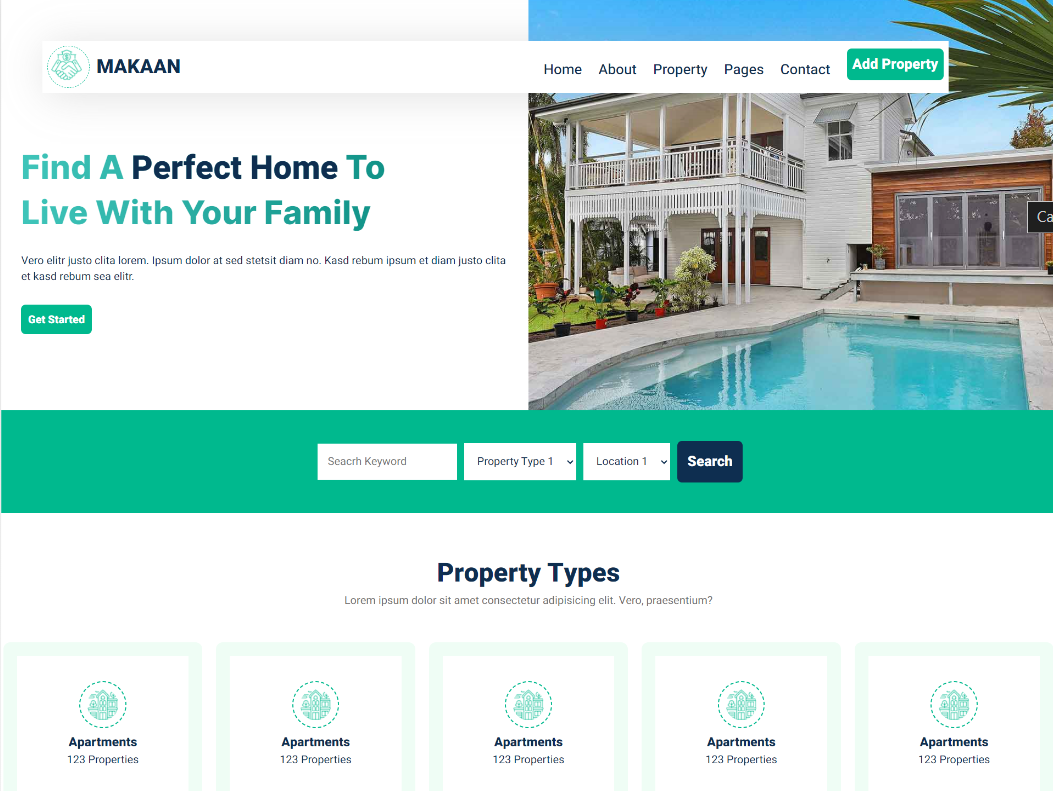 MAKAAN
Home About Property Pages Contact Add Property
Find A Perfect Home To
Live With Your Family
Vero elitr justo clita lorem. Ipsum dolor at sed stetsit diam no. Kasd rebum ipsum et diam justo clita
et kasd rebum sea elitr.
Get Started
Ca
Seacrh Keyword Property Type 1 Location 1 Search
Property Types
Lorem ipsum dolor sit amet consectetur adipisicing elit. Vero, praesentium?
Apartments Apartments Apartments Apartments Apartments
123 Properties 123 Properties 123 Properties 123 Properties 123 Properties